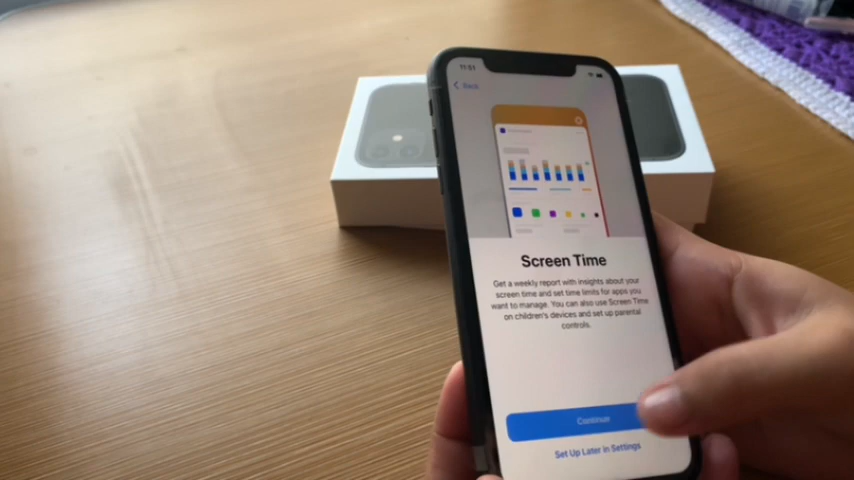 11:51
Back
Screen Time
Get a weekly report with insights about your
screen time and set time limits for apps you
want to manage. You can also use Screen Time
on children's devices and set up parental
controls.
Continue
Set Up Later in Settings